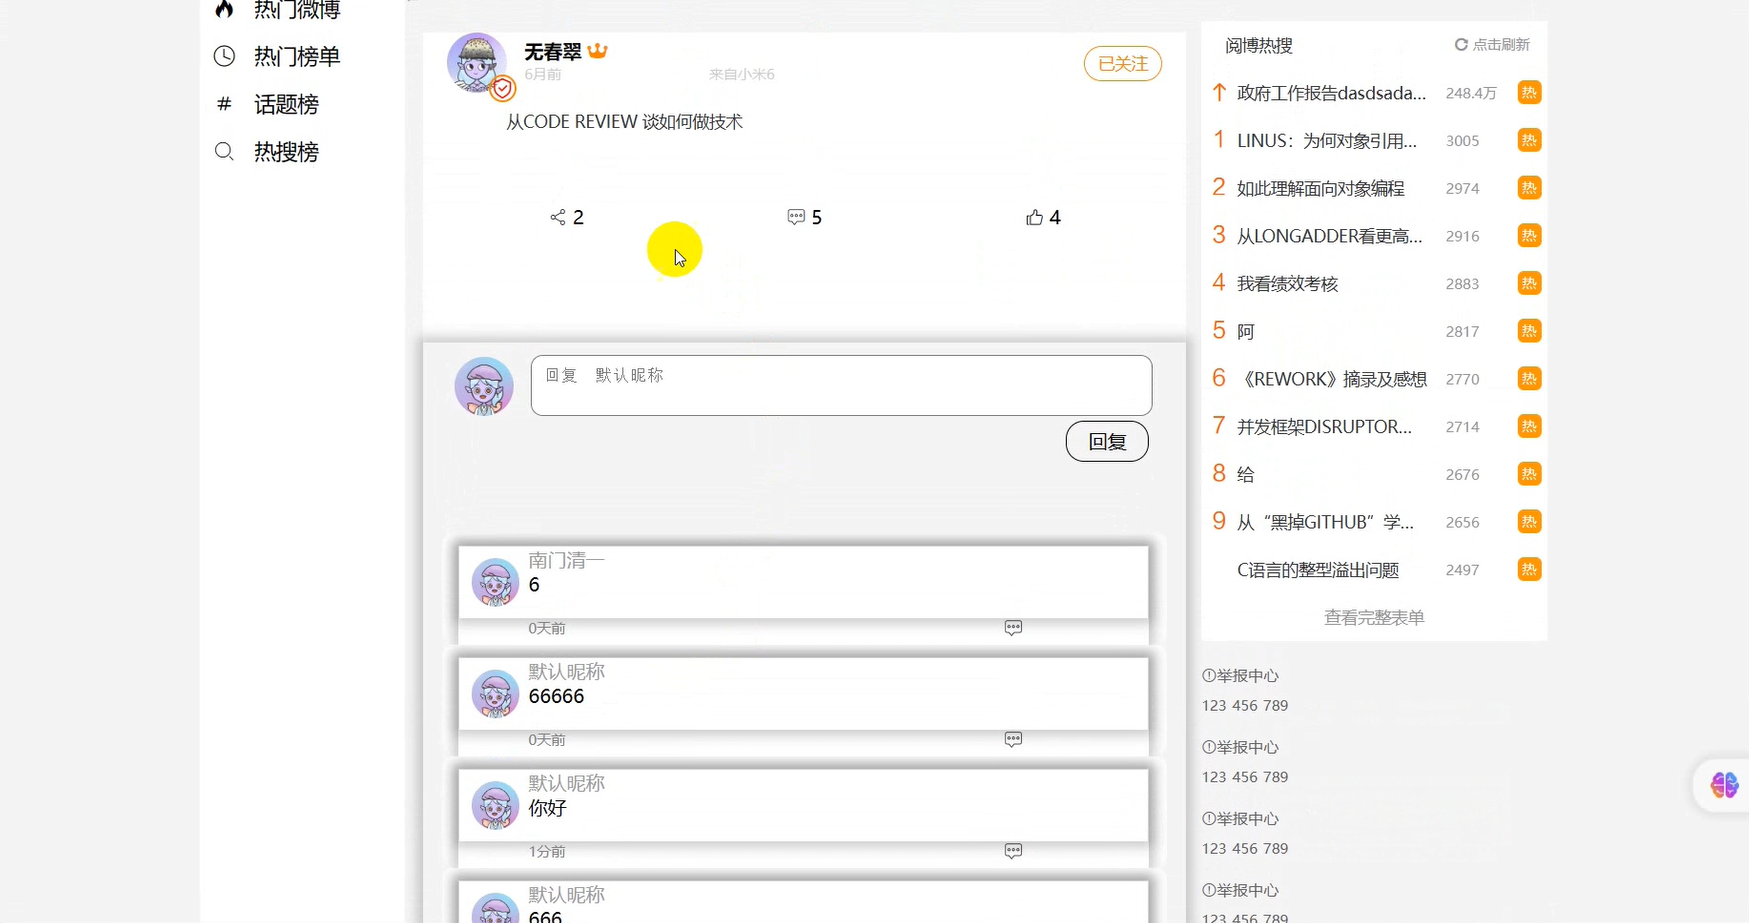 热门微博
热门榜单
# 话题榜
热搜榜
无春翠
6月前 来自小米6
已关注
从CODE REVIEW 谈如何做技术
2
5
4
回复 默认昵称
回复
南门清一
6
0天前
默认昵称
66666
0天前
默认昵称
你好
1分前
默认昵称
666
阅博热搜 点击刷新
政府工作报告dasdsada... 248.4万 热
1 LINUS：为何对象引用... 3005 热
2 如此理解面向对象编程 2974 热
3 从LONGADDER看更高... 2916 热
4 我看绩效考核 2883 热
5 阿 2817 热
6 《REWORK》摘录及感想 2770 热
7 并发框架DISRUPTOR... 2714 热
8 给 2676 热
9 从“黑掉GITHUB”学... 2656 热
C语言的整型溢出问题 2497 热
查看完整表单
举报中心
123 456 789
举报中心
123 456 789
举报中心
123 456 789
举报中心
123 456 789